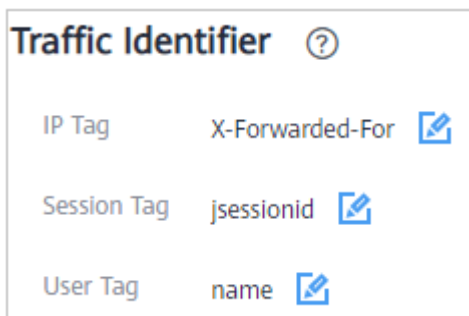 Traffic Identifier ?
IP Tag X-Forwarded-For
Session Tag jsessionid
User Tag name